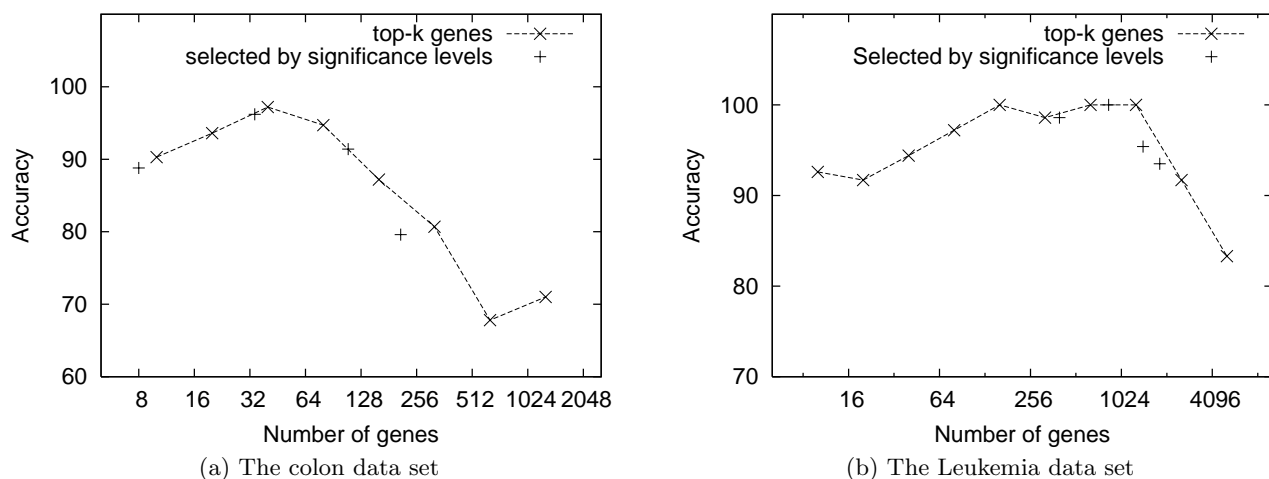 top-k genes
selected by significance levels
100
90
80
70
60
Accuracy
8 16 32 64 128 256 512 1024 2048
Number of genes
(a) The colon data set
top-k genes
Selected by significance levels
100
90
80
70
Accuracy
16 64 256 1024 4096
Number of genes
(b) The Leukemia data set